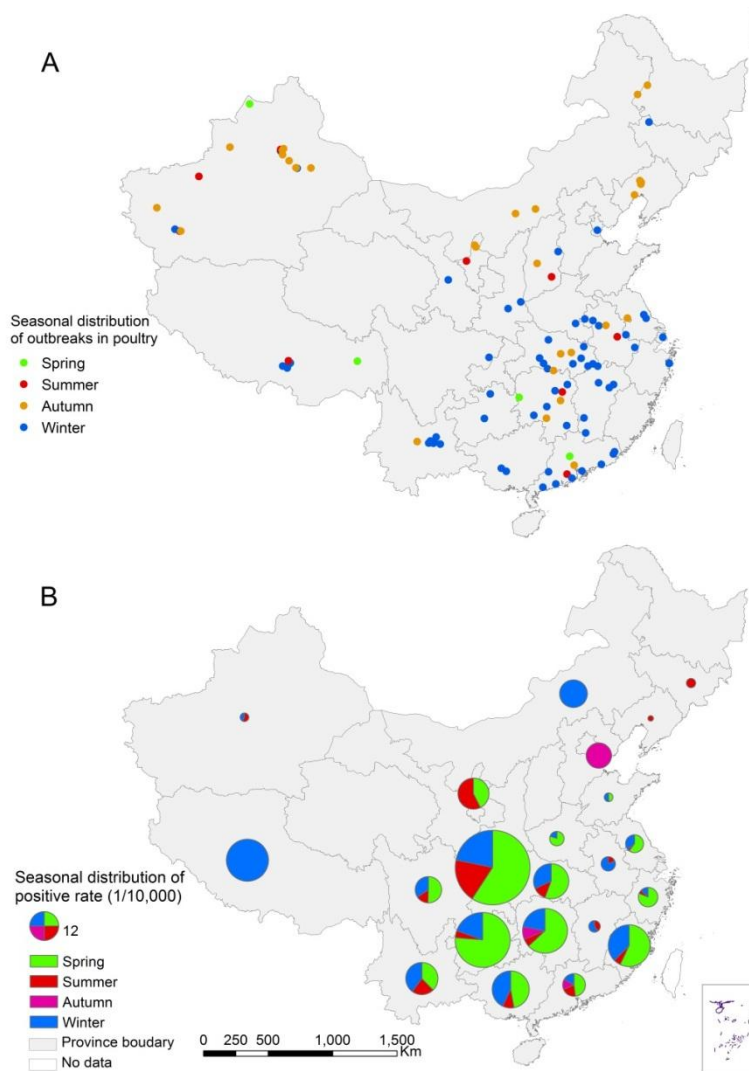 A
Seasonal distribution
of outbreaks in poultry
Spring
Summer
Autumn
Winter
B
Seasonal distribution of
positive rate (1/10,000)
12
Spring
Summer
Autumn
Winter
Province boudary
No data
0 250 500 1,000 1,500
Km